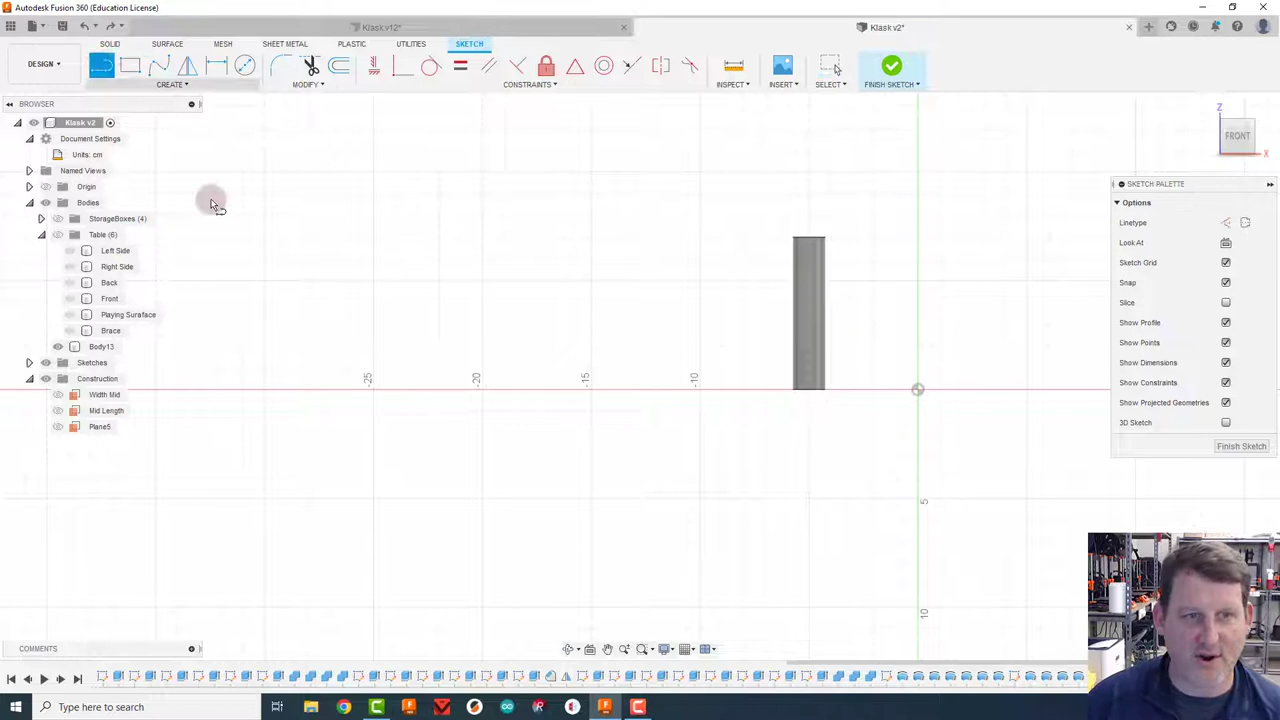 Autodesk Fusion 360 (Education License)
Klask v12*
Klask v2*
DESIGN
SOLID
SURFACE
MESH
SHEET METAL
PLASTIC
UTILITIES
SKETCH
CREATE
MODIFY
CONSTRAINTS
INSPECT
INSERT
SELECT
FINISH SKETCH
BROWSER
Klask v2
Document Settings
Units: cm
Named Views
Origin
Bodies
StorageBoxes (4)
Table (6)
Left Side
Right Side
Back
Front
Playing Suraface
Brace
Body13
Sketches
Construction
Width Mid
Mid Length
Plane5
-25
-20
-15
-10
5
10
Z
FRONT
X
SKETCH PALETTE
Options
Linetype
Look At
Sketch Grid
Snap
Slice
Show Profile
Show Points
Show Dimensions
Show Constraints
Show Projected Geometries
3D Sketch
Finish Sketch
COMMENTS
Type here to search